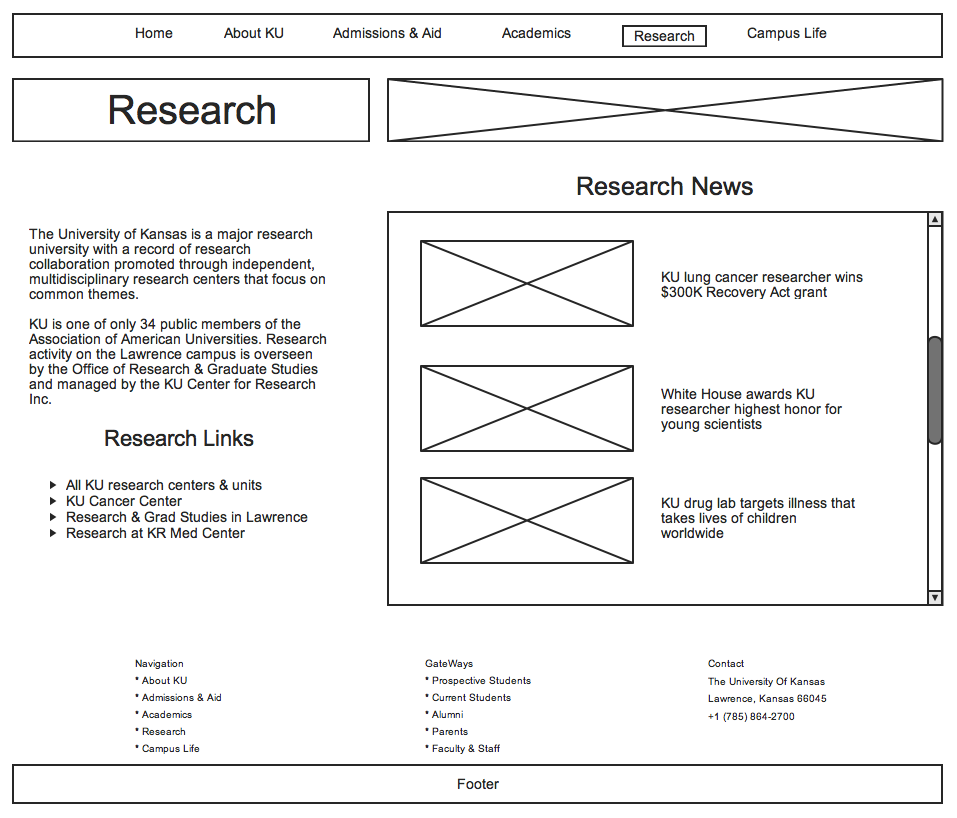 Home About KU Admissions & Aid Academics Research Campus Life
Research
Research News
The University of Kansas is a major research
university with a record of research
collaboration promoted through independent,
multidisciplinary research centers that focus on
common themes.
KU is one of only 34 public members of the
Association of American Universities. Research
activity on the Lawrence campus is overseen
by the Office of Research & Graduate Studies
and managed by the KU Center for Research
Inc.
Research Links
All KU research centers & units
KU Cancer Center
Research & Grad Studies in Lawrence
Research at KR Med Center
KU lung cancer researcher wins
$300K Recovery Act grant
White House awards KU
researcher highest honor for
young scientists
KU drug lab targets illness that
takes lives of children
worldwide
Navigation
* About KU
* Admissions & Aid
* Academics
* Research
* Campus Life
GateWays
* Prospective Students
* Current Students
* Alumni
* Parents
* Faculty & Staff
Contact
The University Of Kansas
Lawrence, Kansas 66045
+1 (785) 864-2700
Footer